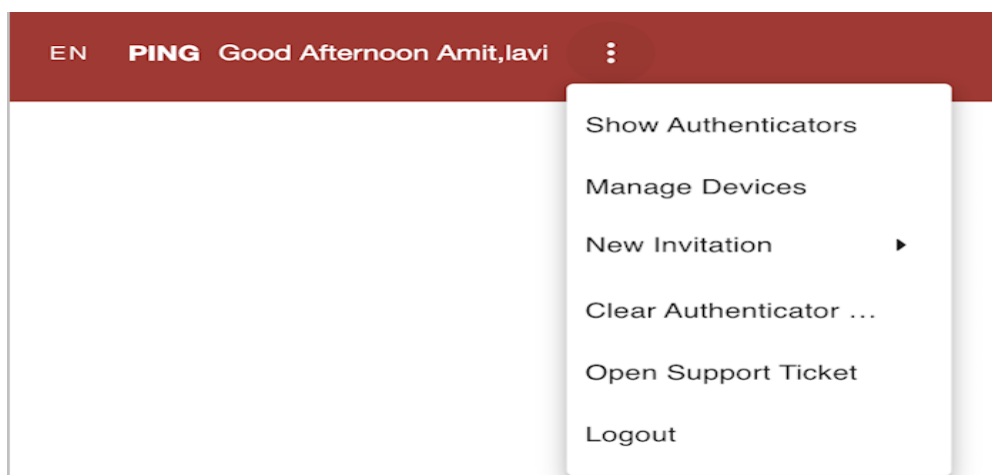 EN PING Good Afternoon Amit,lavi
Show Authenticators
Manage Devices
New Invitation
Clear Authenticator ...
Open Support Ticket
Logout